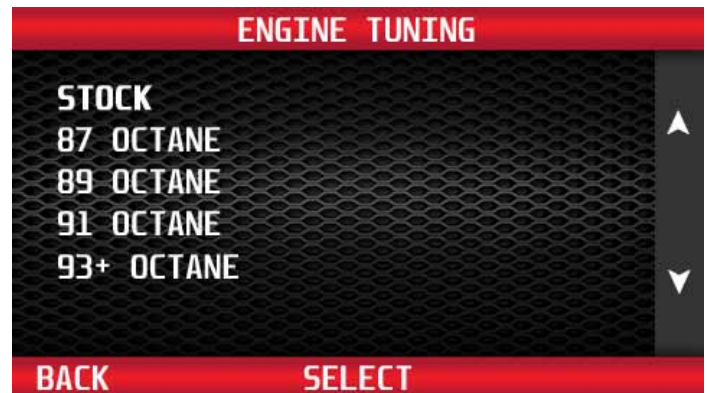 ENGINE TUNING
STOCK
87 OCTANE
89 OCTANE
91 OCTANE
93+ OCTANE
BACK SELECT